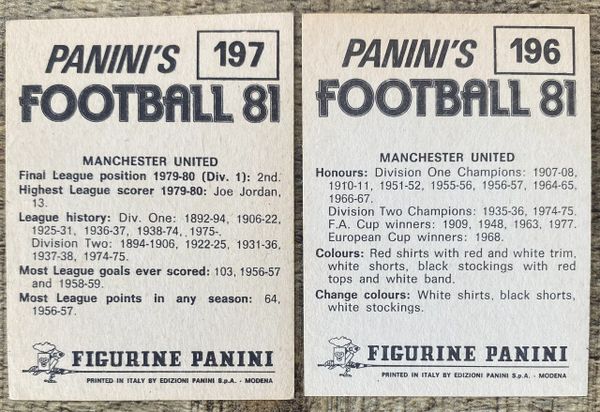 PANINI'S 197
FOOTBALL 81
MANCHESTER UNITED
Final League position 1979-80 (Div. 1): 2nd.
Highest League scorer 1979-80: Joe Jordan,
13.
League history: Div. One: 1892-94, 1906-22,
1925-31, 1936-37, 1938-74, 1975-.
Division Two: 1894-1906, 1922-25, 1931-36,
1937-38, 1974-75.
Most League goals ever scored: 103, 1956-57
and 1958-59.
Most League points in any season: 64,
1956-57.
FIGURINE PANINI
PRINTED IN ITALY BY EDIZIONI PANINI S.p.A. - MODENA
PANINI'S 196
FOOTBALL 81
MANCHESTER UNITED
Honours: Division One Champions: 1907-08,
1910-11, 1951-52, 1955-56, 1956-57, 1964-65,
1966-67.
Division Two Champions: 1935-36, 1974-75.
F.A. Cup winners: 1909, 1948, 1963, 1977.
European Cup winners: 1968.
Colours: Red shirts with red and white trim,
white shorts, black stockings with red
tops and white band.
Change colours: White shirts, black shorts,
white stockings.
FIGURINE PANINI
PRINTED IN ITALY BY EDIZIONI PANINI S.p.A. - MODENA